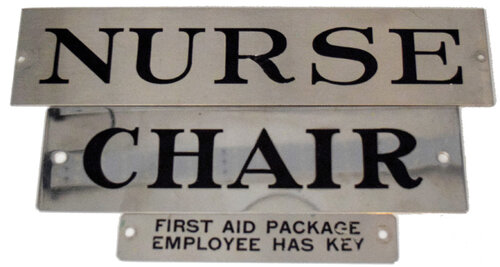 NURSE
CHAIR
FIRST AID PACKAGE
EMPLOYEE HAS KEY